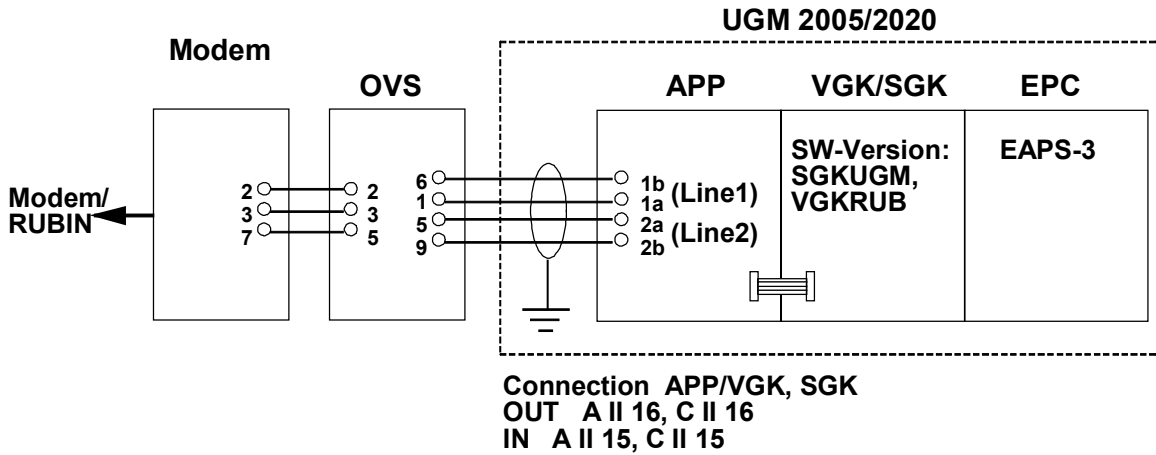 UGM 2005/2020
Modem
OVS
APP
VGK/SGK
EPC
SW-Version:
SGKUGM,
VGKRUB
EAPS-3
Modem/
RUBIN
2
3
7
2
3
5
6
1
5
9
1b
1a (Line1)
2a
2b (Line2)
Connection APP/VGK, SGK
OUT A II 16, C II 16
IN A II 15, C II 15